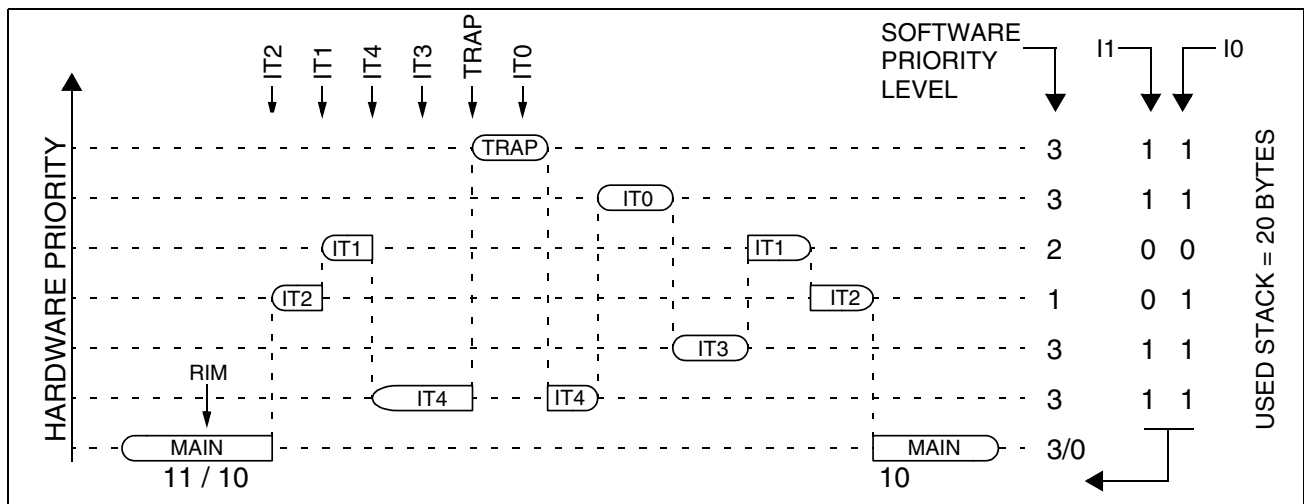 IT2
IT1
IT4
IT3
TRAP
IT0
SOFTWARE
PRIORITY
LEVEL
I1
I0
HARDWARE PRIORITY
TRAP
3
1 1
IT0
3
1 1
IT1
IT1
2
0 0
IT2
IT2
1
0 1
IT3
3
1 1
RIM
IT4
IT4
3
1 1
MAIN
MAIN
3/0
11 / 10
10
USED STACK = 20 BYTES